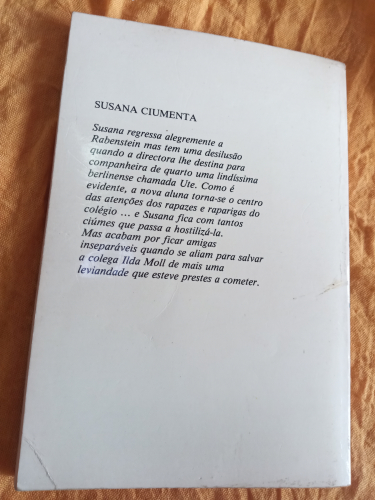 SUSANA CIUMENTA
Susana regressa alegremente a
Rabenstein mas tem uma desilusão
quando a directora lhe destina para
companheira de quarto uma lindíssima
berlinense chamada Ute. Como é
evidente, a nova aluna torna-se o centro
das atenções dos rapazes e raparigas do
colégio ... e Susana fica com tantos
ciúmes que passa a hostilizá-la.
Mas acabam por ficar amigas
inseparáveis quando se aliam para salvar
a colega Ilda Moll de mais uma
leviandade que esteve prestes a cometer.